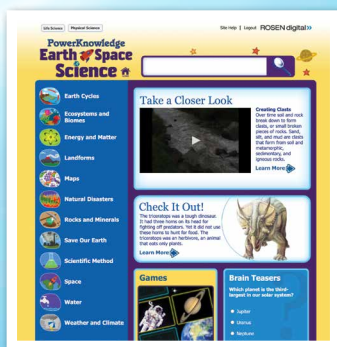 Life Science
Physical Science
Site Help | Logout ROSEN digital
PowerKnowledge
Earth & Space
Science
Earth Cycles
Ecosystems and
Biomes
Energy and Matter
Landforms
Maps
Natural Disasters
Rocks and Minerals
Save Our Earth
Scientific Method
Space
Water
Weather and Climate
Take a Closer Look
Creating Clasts
Over time soil and rock
break down to form
clasts, or small broken
pieces of rocks. Sand,
silt, and mud are clasts
that form from soil and
metamorphic,
sedimentary, and
igneous rocks.
Learn More
Check It Out!
The triceratops was a tough dinosaur.
It had three horns on its head for
fighting off predators. Yet it did not use
these horns to hunt for food. The
triceratops was an herbivore, an animal
that eats only plants.
Learn More
Games
Brain Teasers
Which planet is the third-
largest in our solar system?
Jupiter
Uranus
Neptune